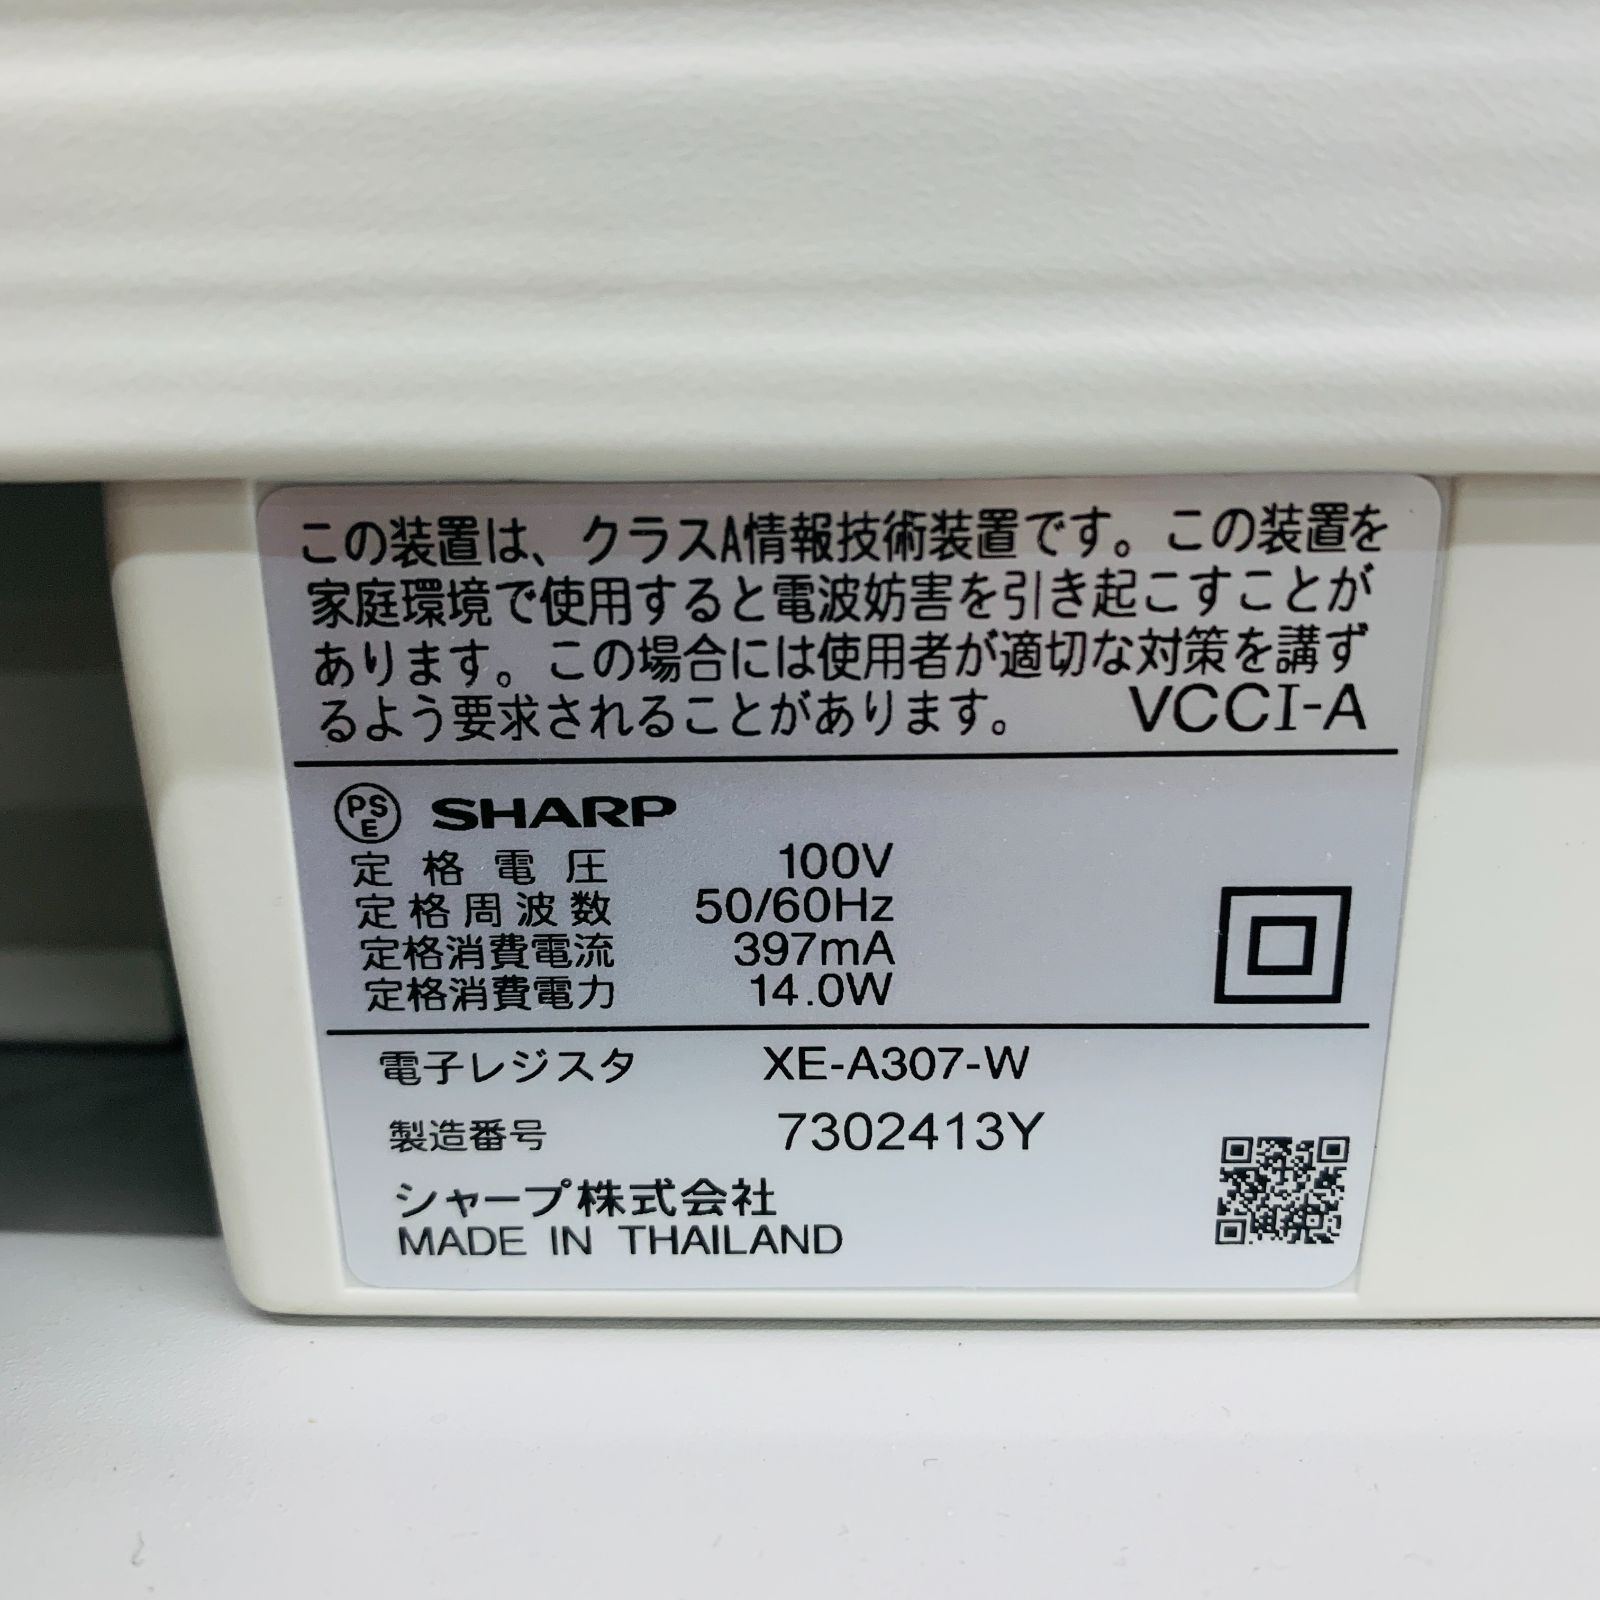 この装置は、クラスA情報技術装置です。この装置を
家庭環境で使用すると電波妨害を引き起こすことが
あります。この場合には使用者が適切な対策を講ず
るよう要求されることがあります。 VCCI-A
PSE SHARP
定格電圧 100V
定格周波数 50/60Hz
定格消費電流 397mA
定格消費電力 14.0W
電子レジスタ XE-A307-W
製造番号 7302413Y
シャープ株式会社
MADE IN THAILAND